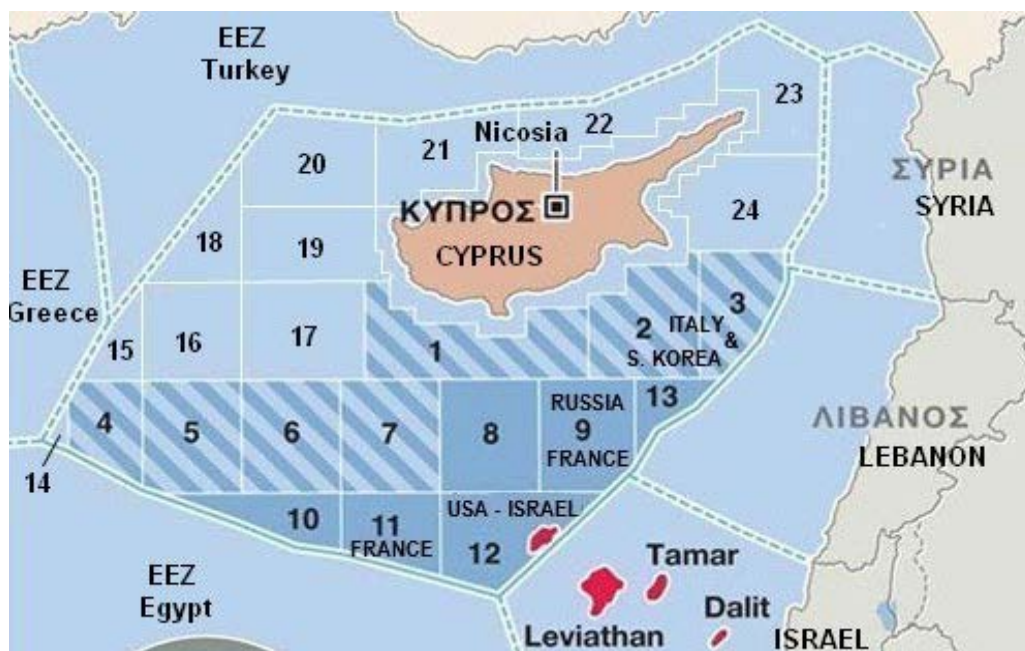 EEZ
Turkey
23
22
Nicosia
21
20
ΣΥΡΙΑ
SYRIA
ΚΥΠΡΟΣ
24
18
19
CYPRUS
EEZ
Greece
3
2
ITALY
&
S. KOREA
15
16
17
1
RUSSIA
13
ΛΙΒΑΝΟΣ
LEBANON
4
5
6
7
8
9
FRANCE
14
USA - ISRAEL
10
11
FRANCE
12
EEZ
Egypt
Tamar
Dalit
Leviathan
ISRAEL